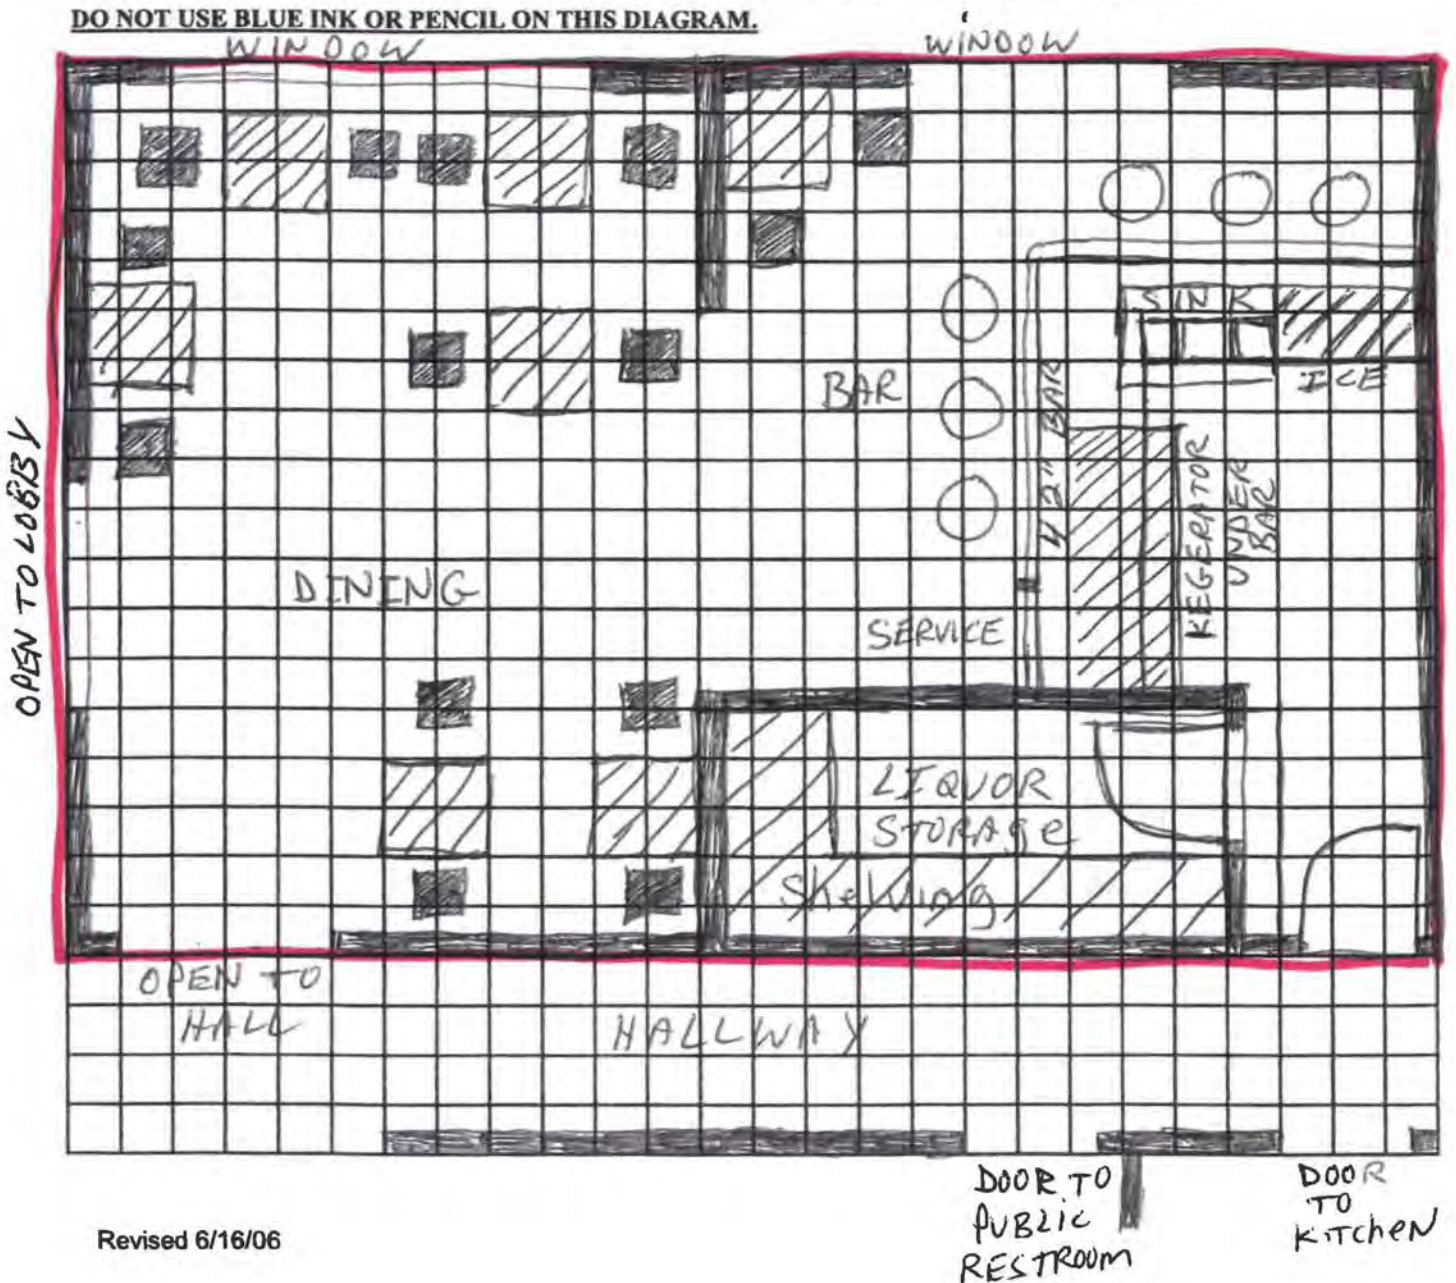 DO NOT USE BLUE INK OR PENCIL ON THIS DIAGRAM.
WINDOW
WINDOW
SINK
ICE
BAR
42" BAR
KEGERATOR
UNDER
BAR
OPEN TO LOBBY
DINING
SERVICE
LIQUOR
STORAGe
Shelving
OPEN TO
HALL
HALLWAY
DOOR TO
PUBLIC
RESTROOM
DOOR
TO
KITCheN
Revised 6/16/06